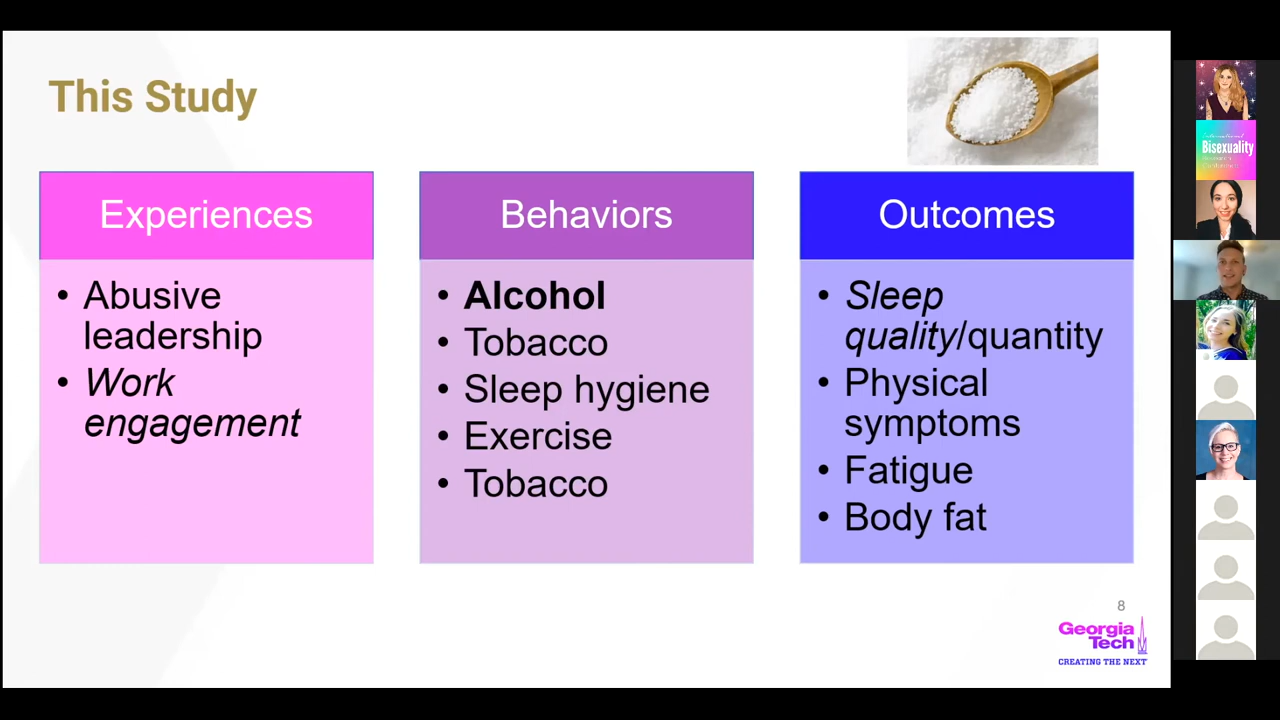 This Study
Experiences
• Abusive
leadership
• Work
engagement
Behaviors
• Alcohol
• Tobacco
• Sleep hygiene
• Exercise
• Tobacco
Outcomes
• Sleep
quality/quantity
• Physical
symptoms
• Fatigue
• Body fat
8
Georgia
Tech
CREATING THE NEXT
Bisexuality